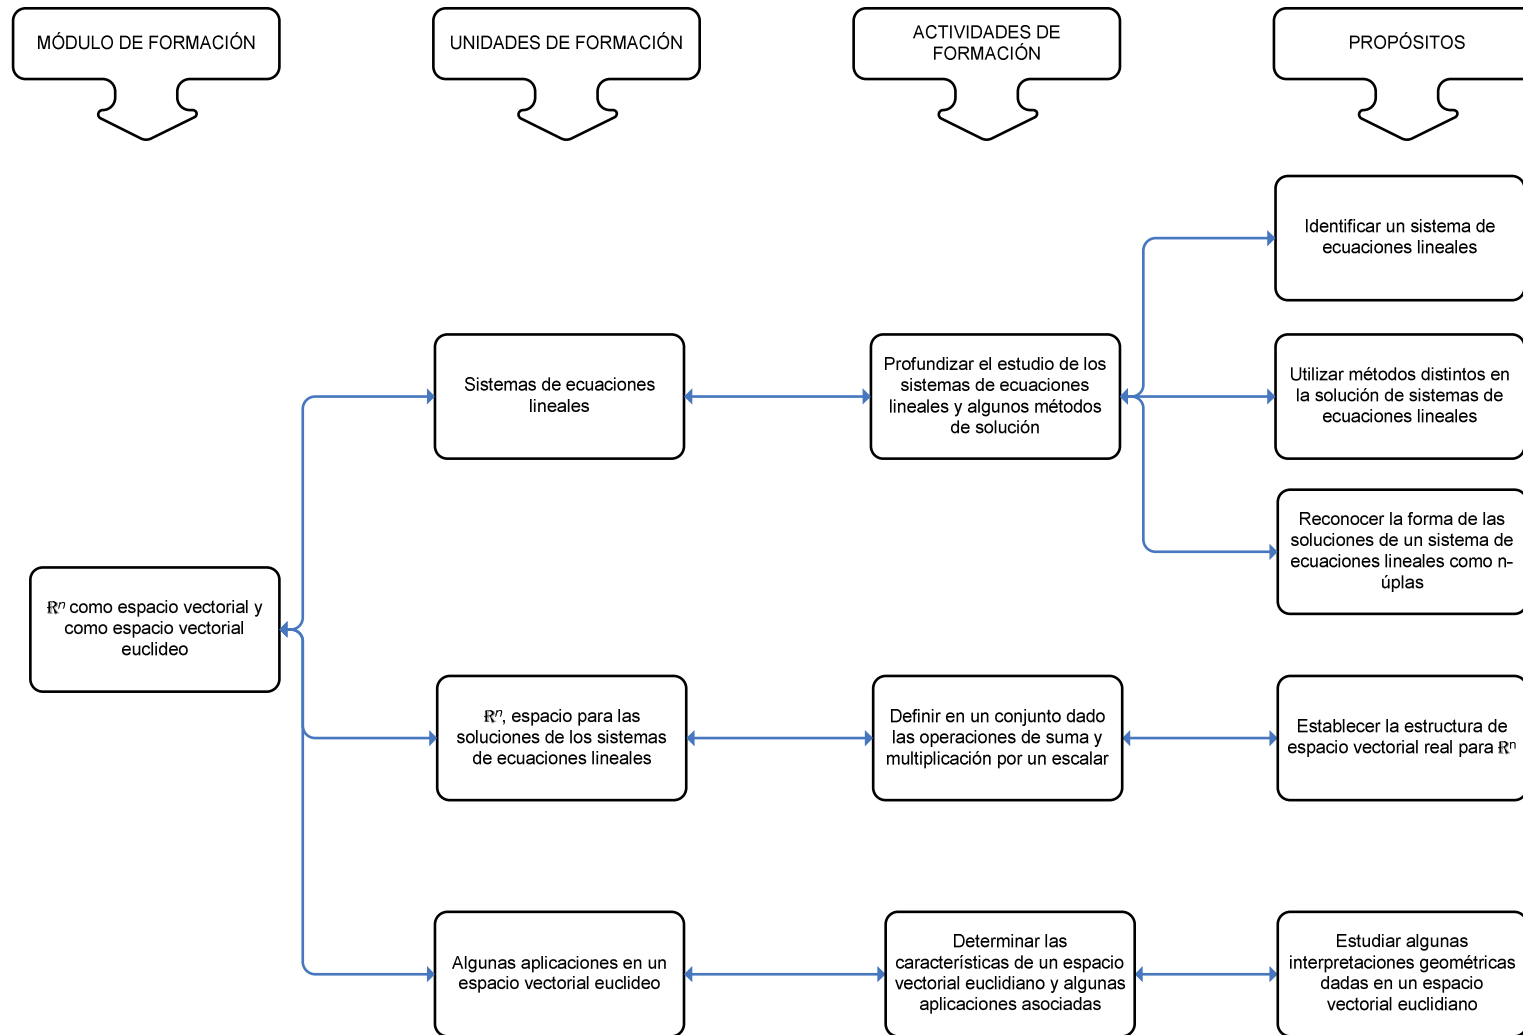 MÓDULO DE FORMACIÓN
UNIDADES DE FORMACIÓN
ACTIVIDADES DE
FORMACIÓN
PROPÓSITOS
Identificar un sistema de
ecuaciones lineales
Sistemas de ecuaciones
lineales
Profundizar el estudio de los
sistemas de ecuaciones
lineales y algunos métodos
de solución
Utilizar métodos distintos en
la solución de sistemas de
ecuaciones lineales
Reconocer la forma de las
soluciones de un sistema de
ecuaciones lineales como n-
úplas
ℝⁿ como espacio vectorial y
como espacio vectorial
euclideo
ℝⁿ, espacio para las
soluciones de los sistemas
de ecuaciones lineales
Definir en un conjunto dado
las operaciones de suma y
multiplicación por un escalar
Establecer la estructura de
espacio vectorial real para ℝⁿ
Algunas aplicaciones en un
espacio vectorial euclideo
Determinar las
características de un espacio
vectorial euclidiano y algunas
aplicaciones asociadas
Estudiar algunas
interpretaciones geométricas
dadas en un espacio
vectorial euclidiano